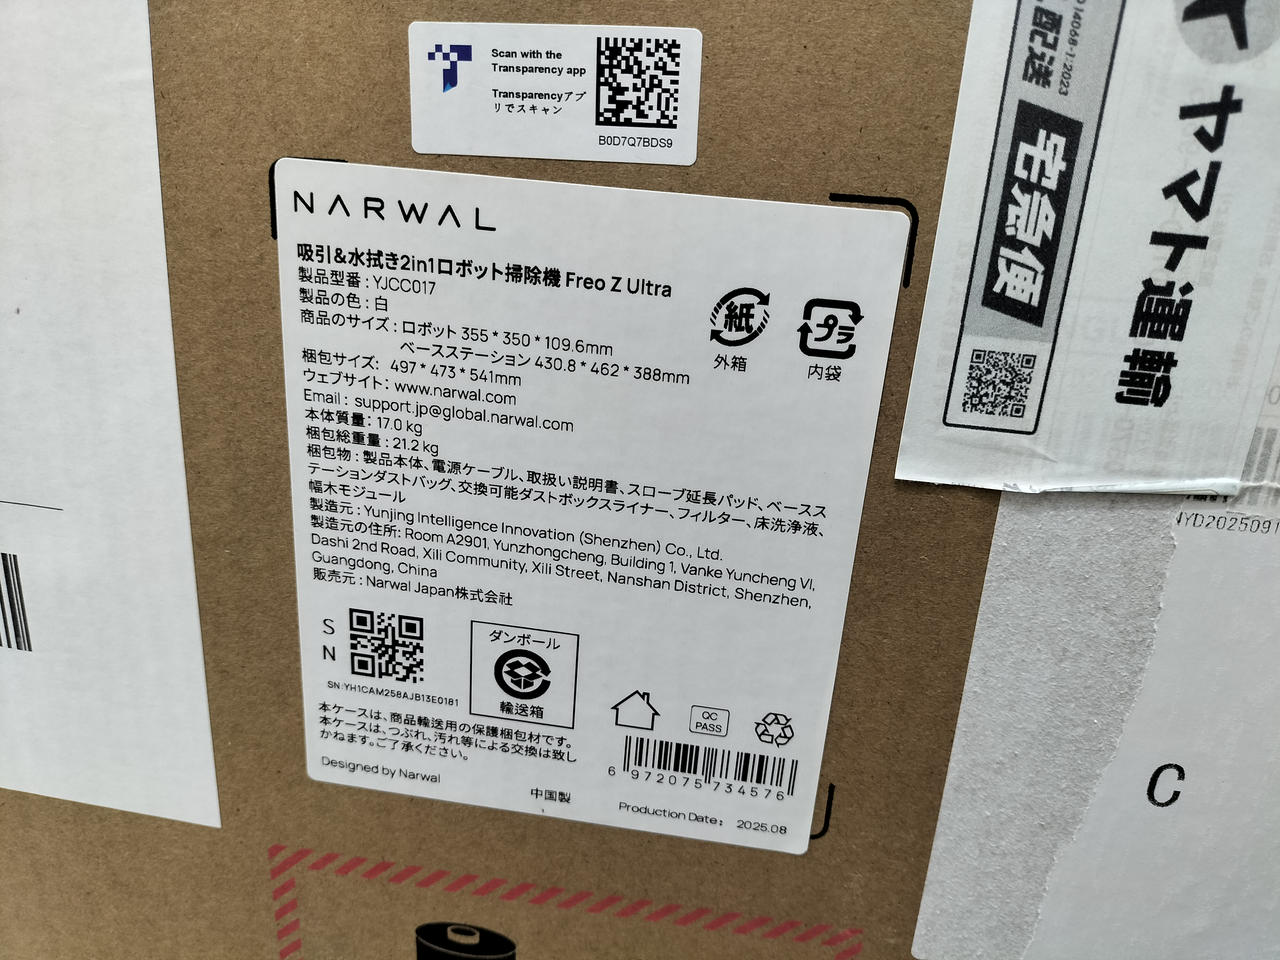 Scan with the
Transparency app
Transparencyアプ
リでスキャン
B0D7Q7BDS9
NARWAL
吸引&水拭き2in1ロボット掃除機 Freo Z Ultra
製品型番:YJCC017
製品の色:白
商品のサイズ:ロボット 355*350*109.6mm
ベースステーション 430.8*462*388mm
梱包サイズ: 497*473*541mm
ウェブサイト:www.narwal.com
Email: support.jp@global.narwal.com
本体質量:17.0 kg
梱包総重量:21.2 kg
梱包物:製品本体、電源ケーブル、取扱い説明書、スロープ延長パッド、ベースス
テーションダストバッグ、交換可能ダストボックスライナー、フィルター、床洗浄液、
幅木モジュール
製造元:Yunjing Intelligence Innovation (Shenzhen) Co., Ltd.
製造元の住所: Room A2901, Yunzhongcheng, Building 1, Vanke Yuncheng VI,
Dashi 2nd Road, Xili Community, Xili Street, Nanshan District, Shenzhen,
Guangdong, China
販売元:Narwal Japan株式会社
紙
外箱
プラ
内袋
SN
SN:YH1CAM258AJB13E0181
ダンボール
輸送箱
本ケースは、商品輸送用の保護梱包材です。
本ケースは、つぶれ、汚れ等による交換は致し
かねます。ご了承ください。
Designed by Narwal
中国製
QC
PASS
6972075734576
Production Date: 2025.08
ヤマト運輸
配送
宅急便
14068-1:2023
NYD2025091
C